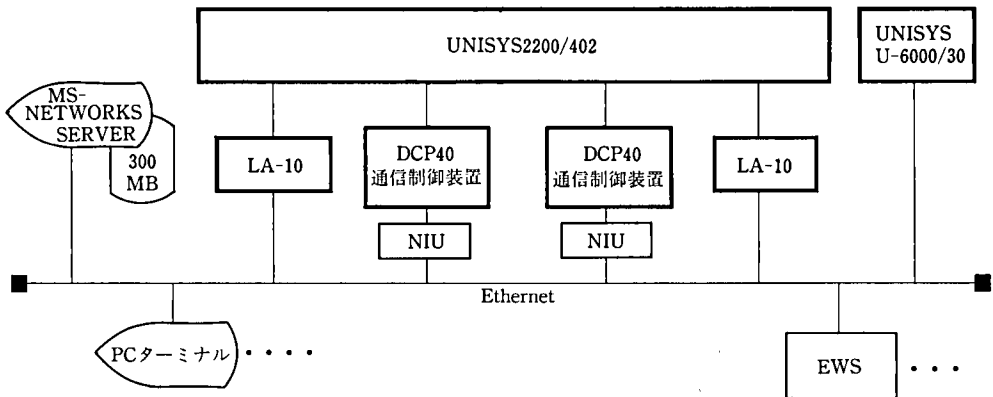 UNISYS2200/402
UNISYS
U-6000/30
MS-
NETWORKS
SERVER
300
MB
LA-10
DCP40
通信制御装置
DCP40
通信制御装置
LA-10
NIU
NIU
Ethernet
PCターミナル ・・・・
EWS ・・・